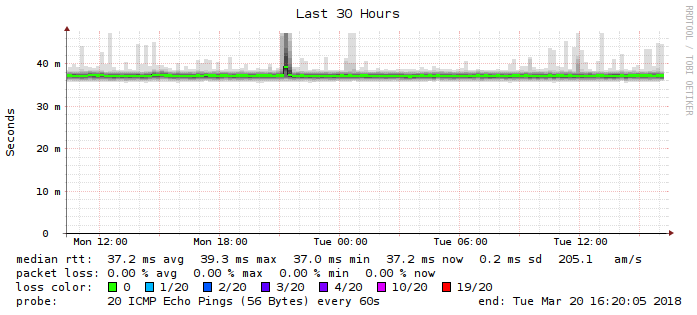 Last 30 Hours
RRDTOOL / TOBI OETIKER
Seconds
40 m
30 m
20 m
10 m
0
Mon 12:00 Mon 18:00 Tue 00:00 Tue 06:00 Tue 12:00
median rtt: 37.2 ms avg 39.3 ms max 37.0 ms min 37.2 ms now 0.2 ms sd 205.1 am/s
packet loss: 0.00 % avg 0.00 % max 0.00 % min 0.00 % now
loss color: 0 1/20 2/20 3/20 4/20 10/20 19/20
probe: 20 ICMP Echo Pings (56 Bytes) every 60s end: Tue Mar 20 16:20:05 2018